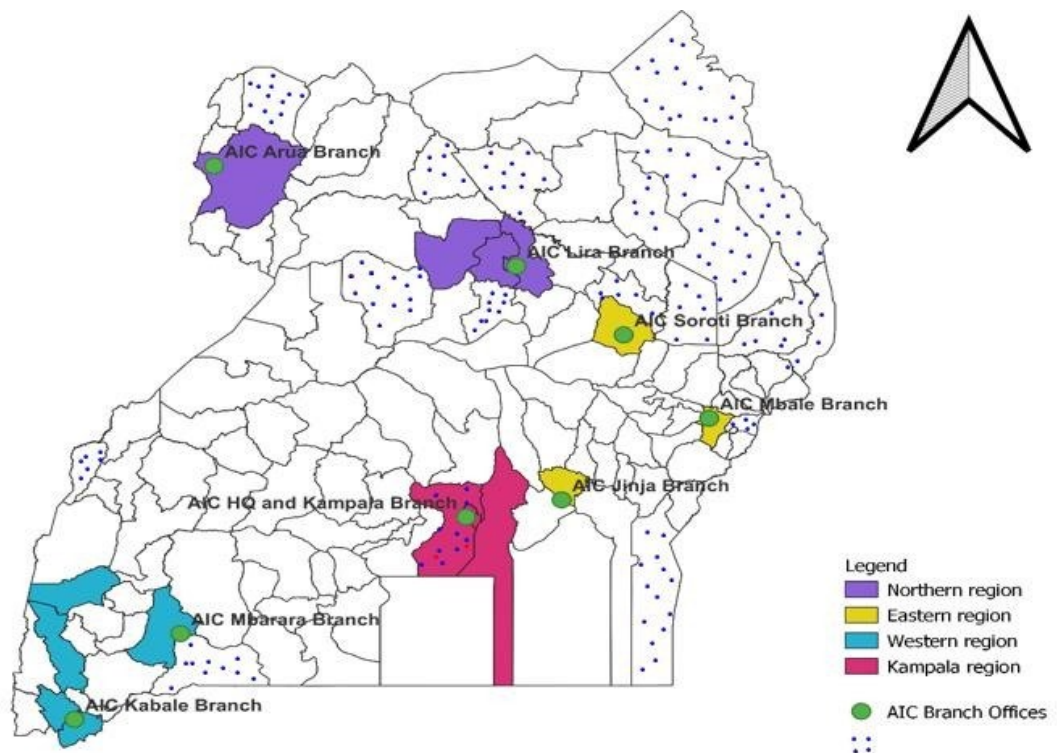 AIC Arua Branch
AIC Lira Branch
AIC Soroti Branch
AIC Mbale Branch
AIC Jinja Branch
AIC HQ and Kampala Branch
AIC Mbarara Branch
AIC Kabale Branch
Legend
Northern region
Eastern region
Western region
Kampala region
AIC Branch Offices